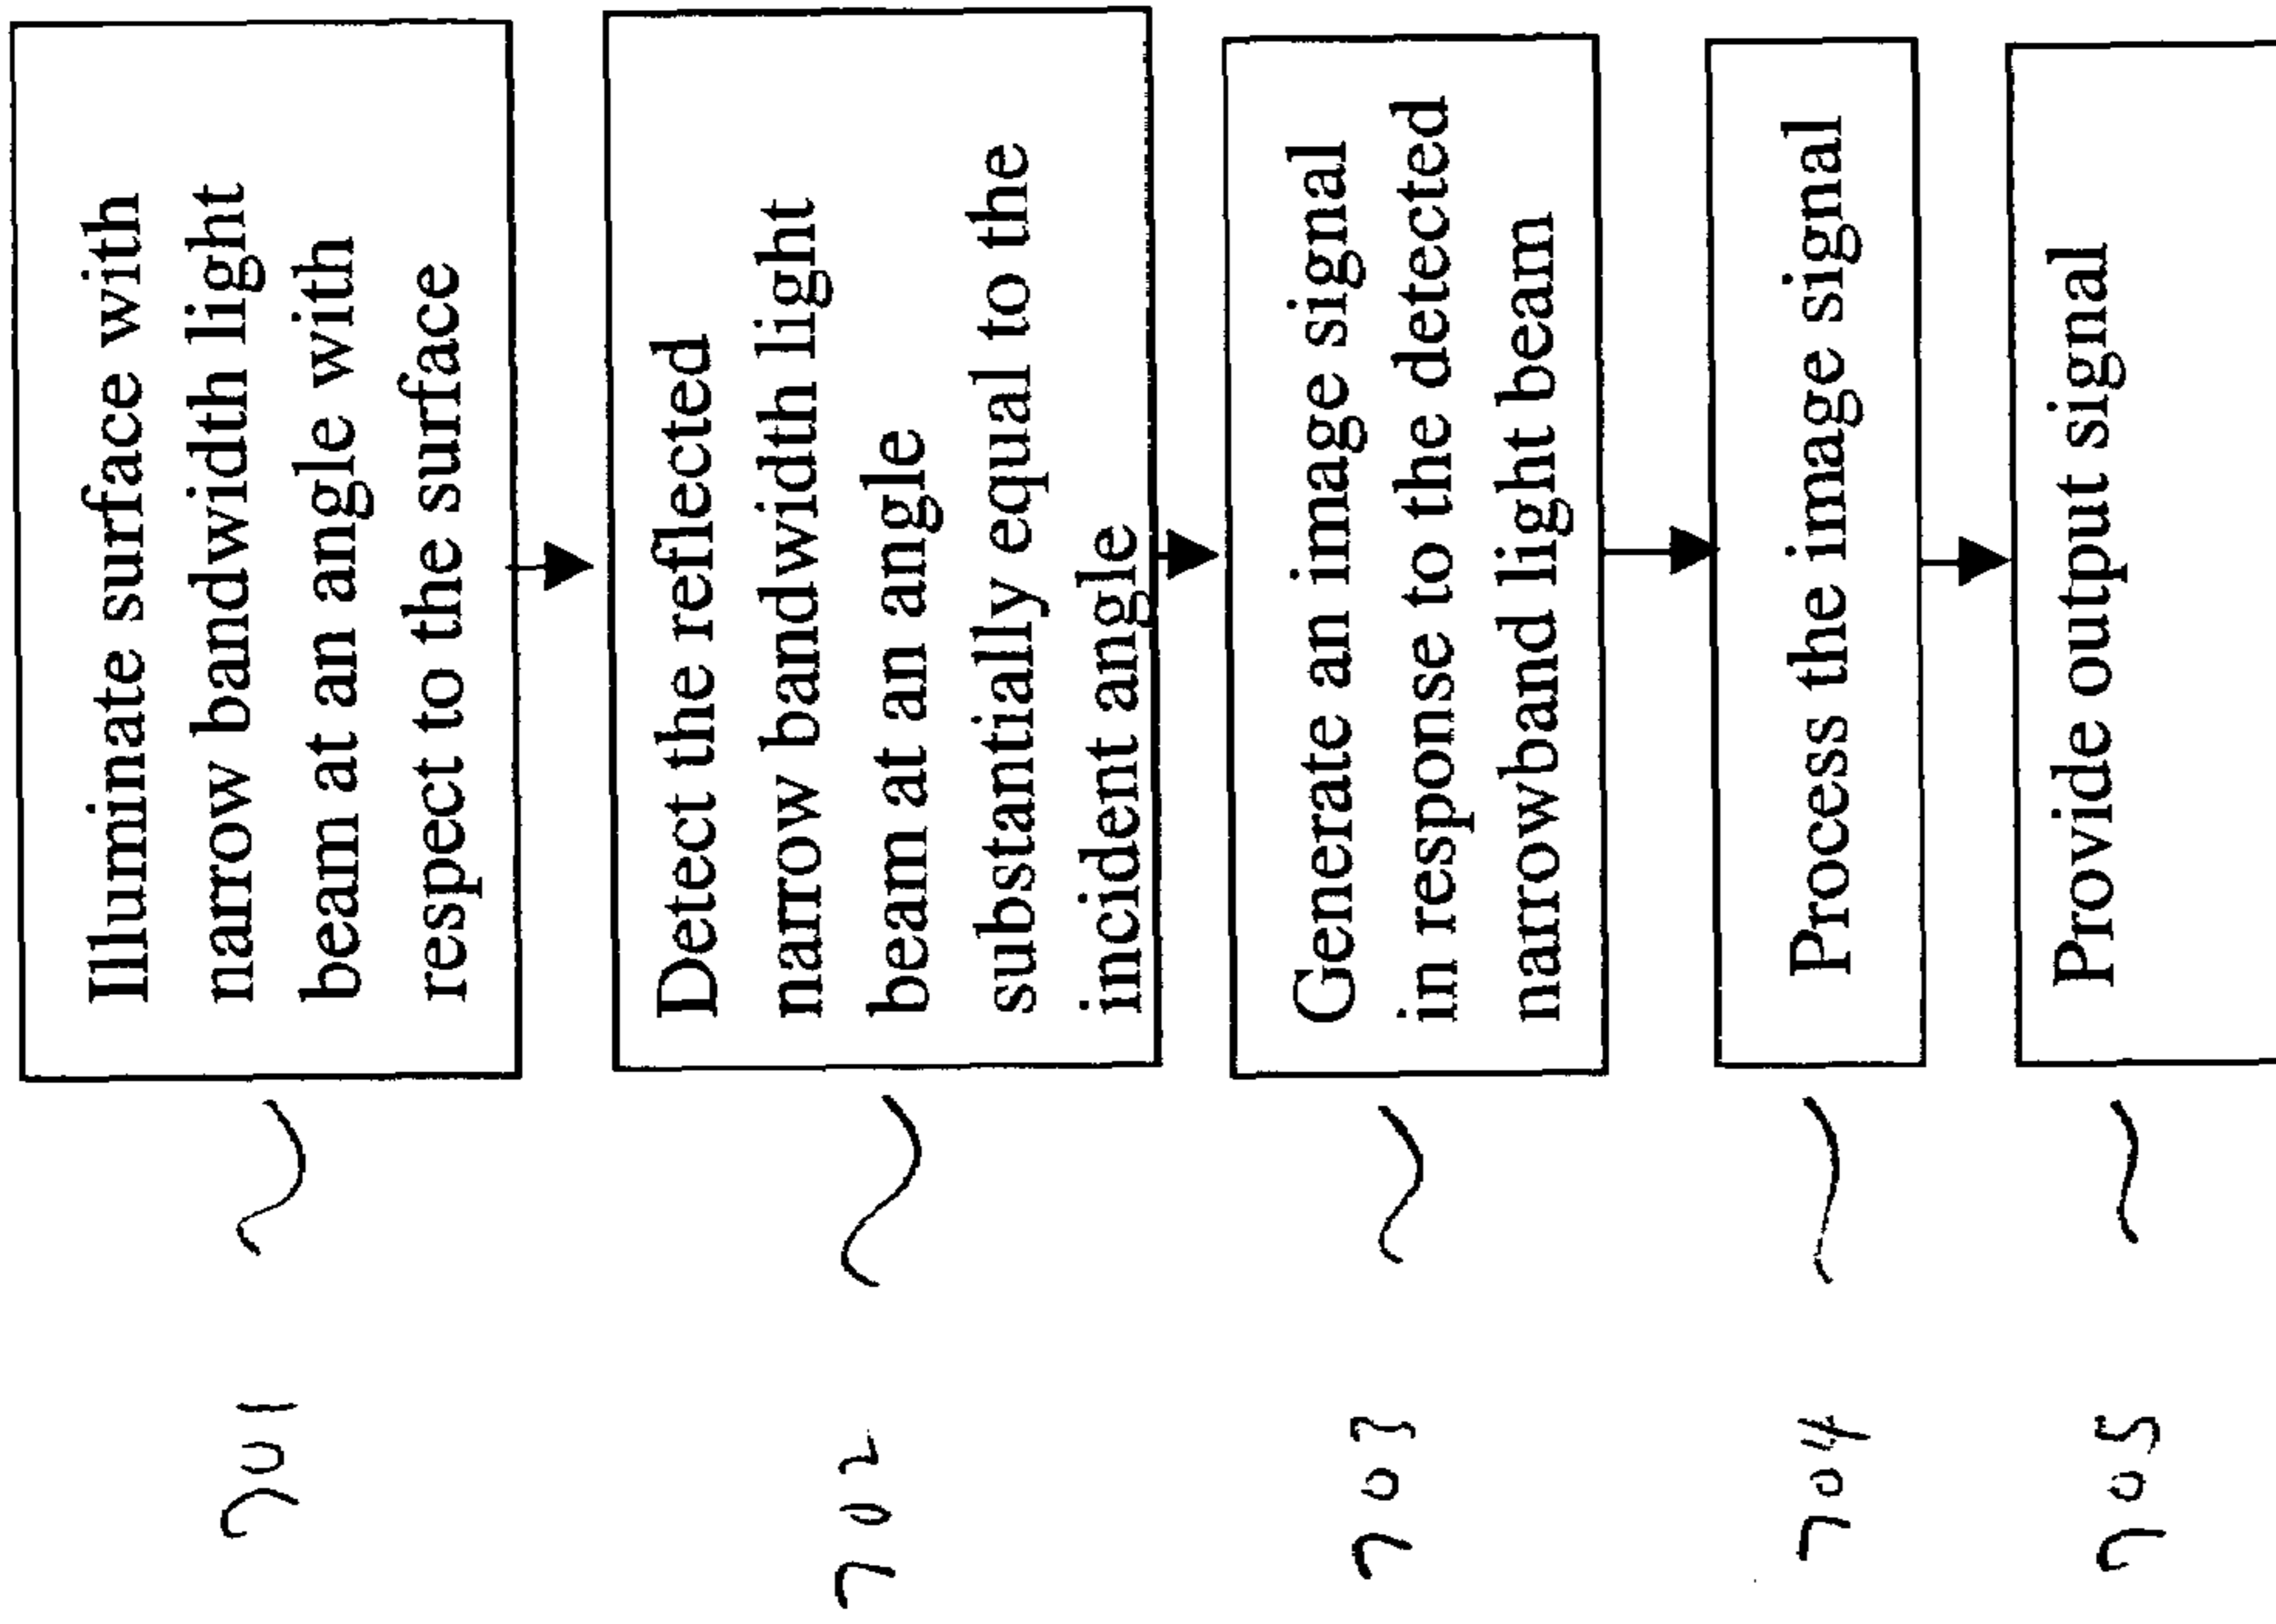 701
Illuminate surface with
narrow bandwidth light
beam at an angle with
respect to the surface
702
Detect the reflected
narrow bandwidth light
beam at an angle
substantially equal to the
incident angle
703
Generate an image signal
in response to the detected
narrowband light beam
704
Process the image signal
705
Provide output signal